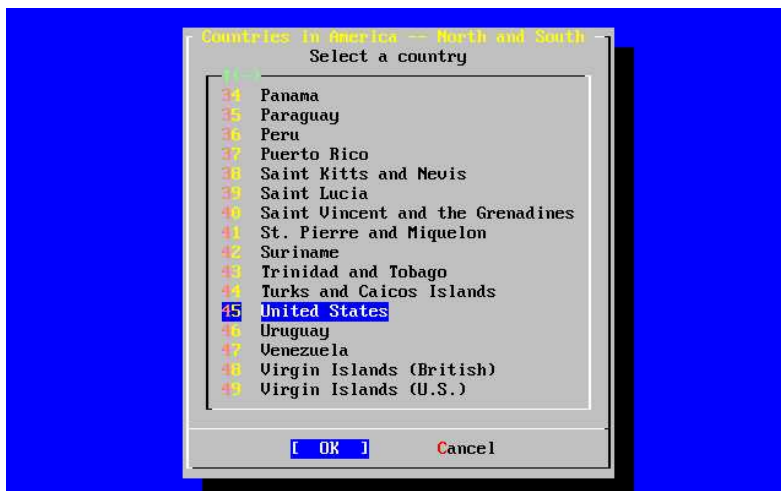 Countries in America -- North and South
Select a country
34 Panama
35 Paraguay
36 Peru
37 Puerto Rico
38 Saint Kitts and Nevis
39 Saint Lucia
40 Saint Vincent and the Grenadines
41 St. Pierre and Miquelon
42 Suriname
43 Trinidad and Tobago
44 Turks and Caicos Islands
45 United States
46 Uruguay
47 Venezuela
48 Virgin Islands (British)
49 Virgin Islands (U.S.)
[ OK ] Cancel